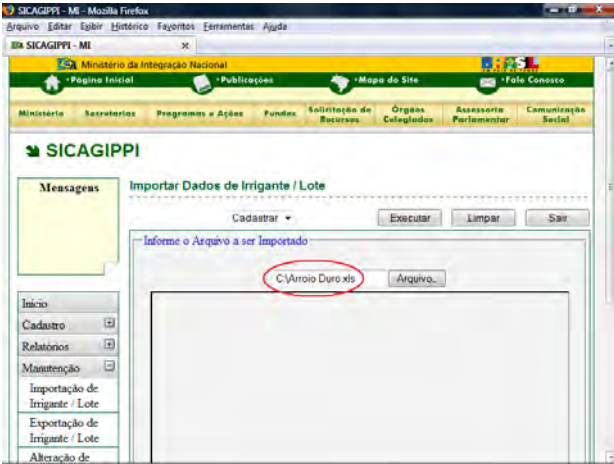 SICAGIPPI - MI - Mozilla Firefox
Arquivo Editar Exibir Histórico Favoritos Ferramentas Ajuda
SICAGIPPI - MI
Ministério da Integração Nacional
BRASIL
•Página Inicial •Publicações •Mapa do Site •Fale Conosco
Ministério Secretarias Programas e Ações Fundos Solicitação de Recursos Órgãos Colegiados Assessoria Parlamentar Comunicação Social
SICAGIPPI
Mensagens
Importar Dados de Irrigante / Lote
Cadastrar Executar Limpar Sair
Informe o Arquivo a ser Importado
C:\Arroio Duro.xls Arquivo..
Início
Cadastro
Relatórios
Manutenção
Importação de
Irrigante / Lote
Exportação de
Irrigante / Lote
Alteração de